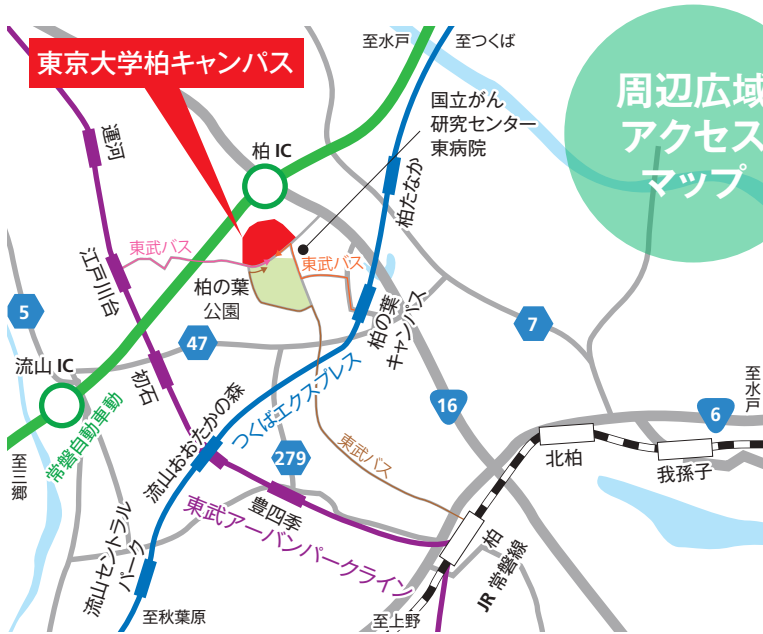 至水戸
至つくば
東京大学柏キャンパス
周辺広域
アクセス
マップ
国立がん
研究センター
東病院
運河
柏 IC
柏たなか
江戸川台
東武バス
東武バス
柏の葉
公園
5
47
7
柏の葉
キャンパス
流山 IC
初石
つくばエクスプレス
常磐自動車動
流山おおたかの森
16
至水戸
6
至三郷
279
東武バス
北柏
我孫子
豊四季
東武アーバンパークライン
流山セントラル
パーク
柏
JR 常磐線
至秋葉原
至上野